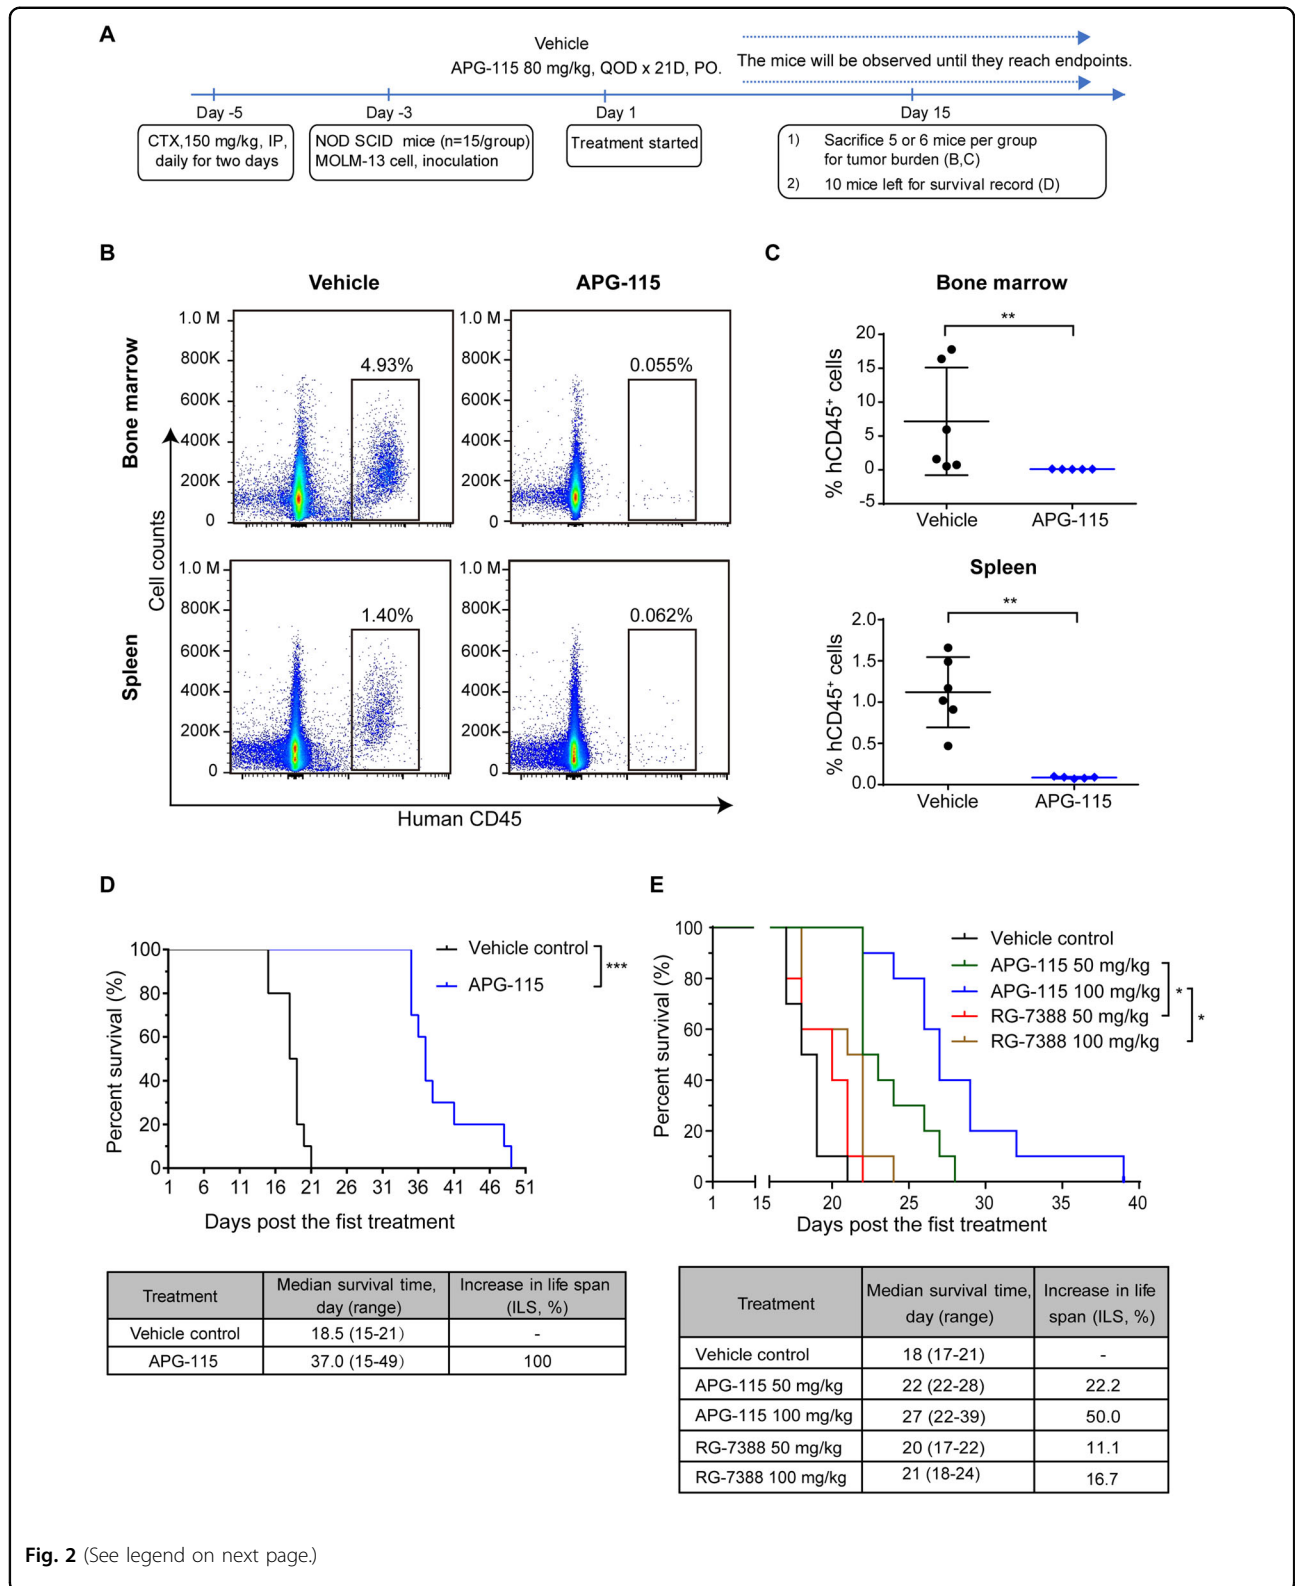 A
Vehicle
APG-115 80 mg/kg, QOD x 21D, PO.
The mice will be observed until they reach endpoints.
Day -5
Day -3
Day 1
Day 15
CTX,150 mg/kg, IP,
daily for two days
NOD SCID mice (n=15/group)
MOLM-13 cell, inoculation
Treatment started
1) Sacrifice 5 or 6 mice per group
for tumor burden (B,C)
2) 10 mice left for survival record (D)
B
Vehicle
APG-115
Bone marrow
Spleen
Cell counts
1.0 M
800K
600K
400K
200K
0
4.93%
1.0 M
800K
600K
400K
200K
0
0.055%
1.0 M
800K
600K
400K
200K
0
1.40%
1.0 M
800K
600K
400K
200K
0
0.062%
Human CD45
C
Bone marrow
**
% hCD45+ cells
20
15
10
5
0
-5
Vehicle
APG-115
Spleen
**
% hCD45+ cells
2.0
1.5
1.0
0.5
0.0
Vehicle
APG-115
D
Percent survival (%)
100
80
60
40
20
0
1 6 11 16 21 26 31 36 41 46 51
Days post the fist treatment
Vehicle control
APG-115
***
Treatment
Median survival time,
day (range)
Increase in life span
(ILS, %)
Vehicle control 18.5 (15-21) -
APG-115 37.0 (15-49) 100
E
Percent survival (%)
100
80
60
40
20
0
1 15 20 25 30 35 40
Days post the fist treatment
Vehicle control
APG-115 50 mg/kg
APG-115 100 mg/kg
RG-7388 50 mg/kg
RG-7388 100 mg/kg
*
*
Treatment
Median survival time,
day (range)
Increase in life
span (ILS, %)
Vehicle control 18 (17-21) -
APG-115 50 mg/kg 22 (22-28) 22.2
APG-115 100 mg/kg 27 (22-39) 50.0
RG-7388 50 mg/kg 20 (17-22) 11.1
RG-7388 100 mg/kg 21 (18-24) 16.7
Fig. 2 (See legend on next page.)